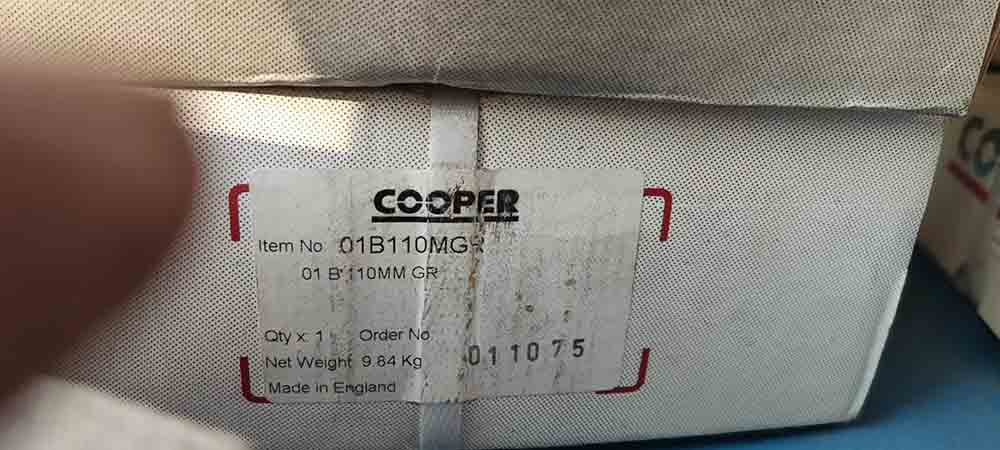 COOPER
Item No 01B110MGR
01 B 110MM GR
Qty x 1 Order No
Net Weight 9.84 Kg 011075
Made in England
CO